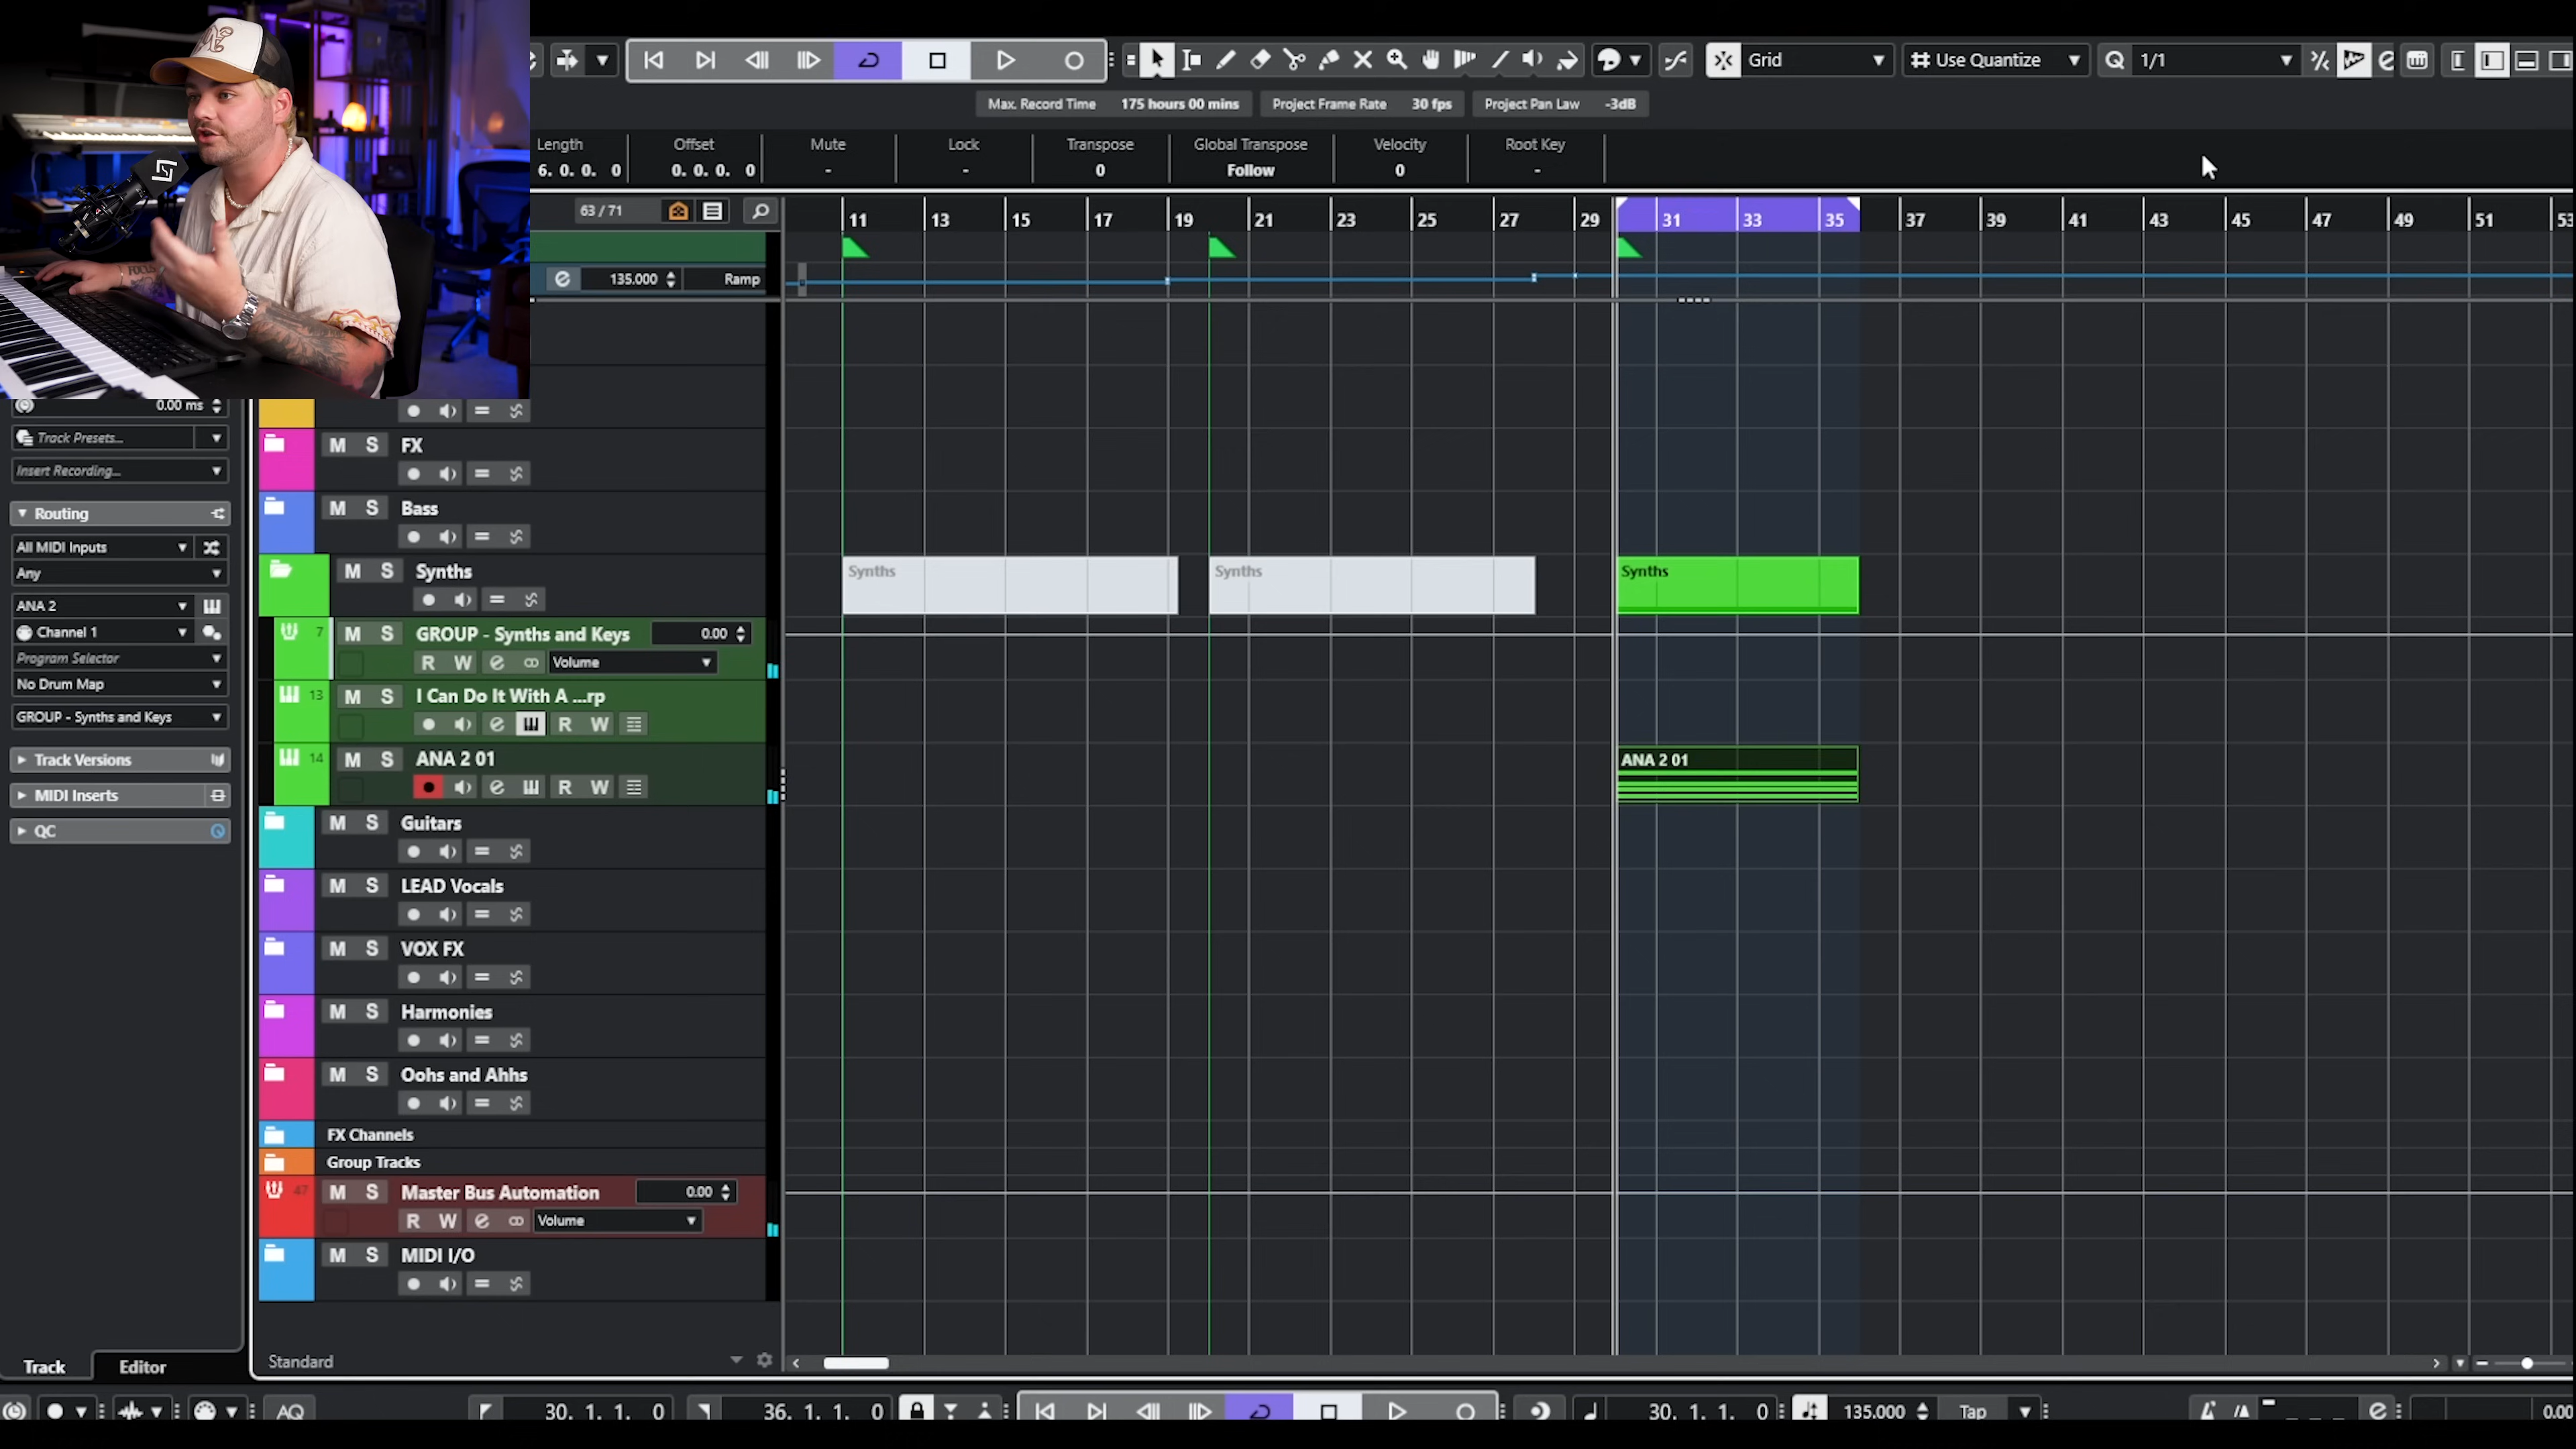 Grid
Use Quantize
Q
1/1
Max. Record Time 175 hours 00 mins
Project Frame Rate 30 fps
Project Pan Law -3dB
Length Offset Mute Lock Transpose Global Transpose Velocity Root Key
6. 0. 0. 0 0. 0. 0. 0 - - 0 Follow 0 -
63 / 71
11 13 15 17 19 21 23 25 27 29 31 33 35 37 39 41 43 45 47 49 51 53
135.000 Ramp
0.00 ms
Track Presets...
Insert Recording...
Routing
All MIDI Inputs
Any
ANA 2
Channel 1
Program Selector
No Drum Map
GROUP - Synths and Keys
Track Versions
MIDI Inserts
QC
M S FX
M S Bass
M S Synths
Synths
Synths
Synths
7 M S GROUP - Synths and Keys 0.00
R W Volume
13 M S I Can Do It With A ...rp
R W
14 M S ANA 2 01
R W
ANA 2 01
M S Guitars
M S LEAD Vocals
M S VOX FX
M S Harmonies
M S Oohs and Ahhs
FX Channels
Group Tracks
47 M S Master Bus Automation 0.00
R W Volume
M S MIDI I/O
Standard
Track Editor
AQ
30. 1. 1. 0
36. 1. 1. 0
30. 1. 1. 0
135.000
Tap
0.00